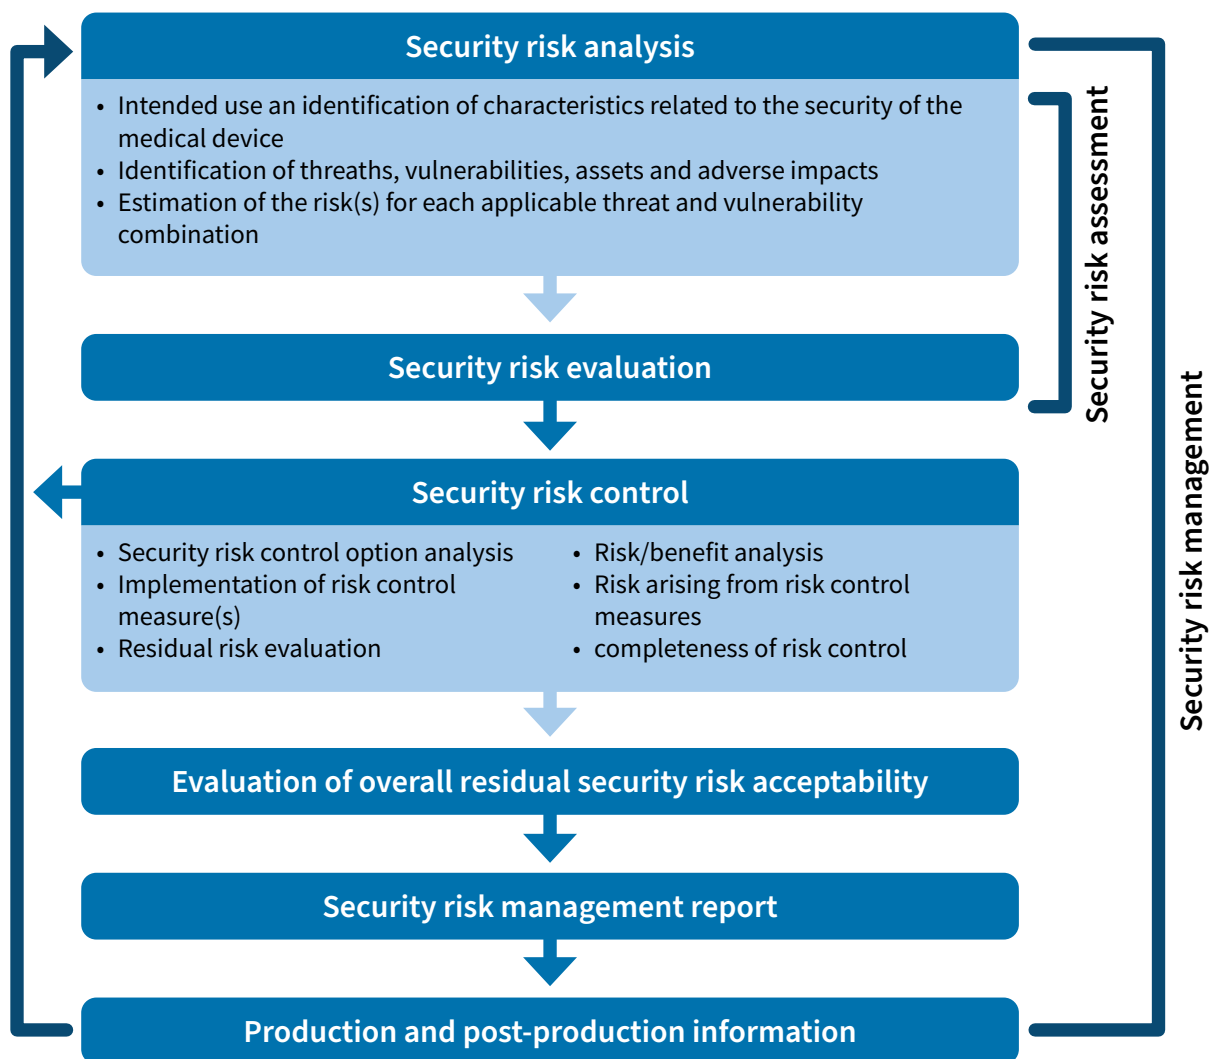 Security risk analysis
• Intended use an identification of characteristics related to the security of the
medical device
• Identification of threaths, vulnerabilities, assets and adverse impacts
• Estimation of the risk(s) for each applicable threat and vulnerability
combination
Security risk evaluation
Security risk control
• Security risk control option analysis
• Implementation of risk control
measure(s)
• Residual risk evaluation
• Risk/benefit analysis
• Risk arising from risk control
measures
• completeness of risk control
Evaluation of overall residual security risk acceptability
Security risk management report
Production and post-production information
Security risk assessment
Security risk management